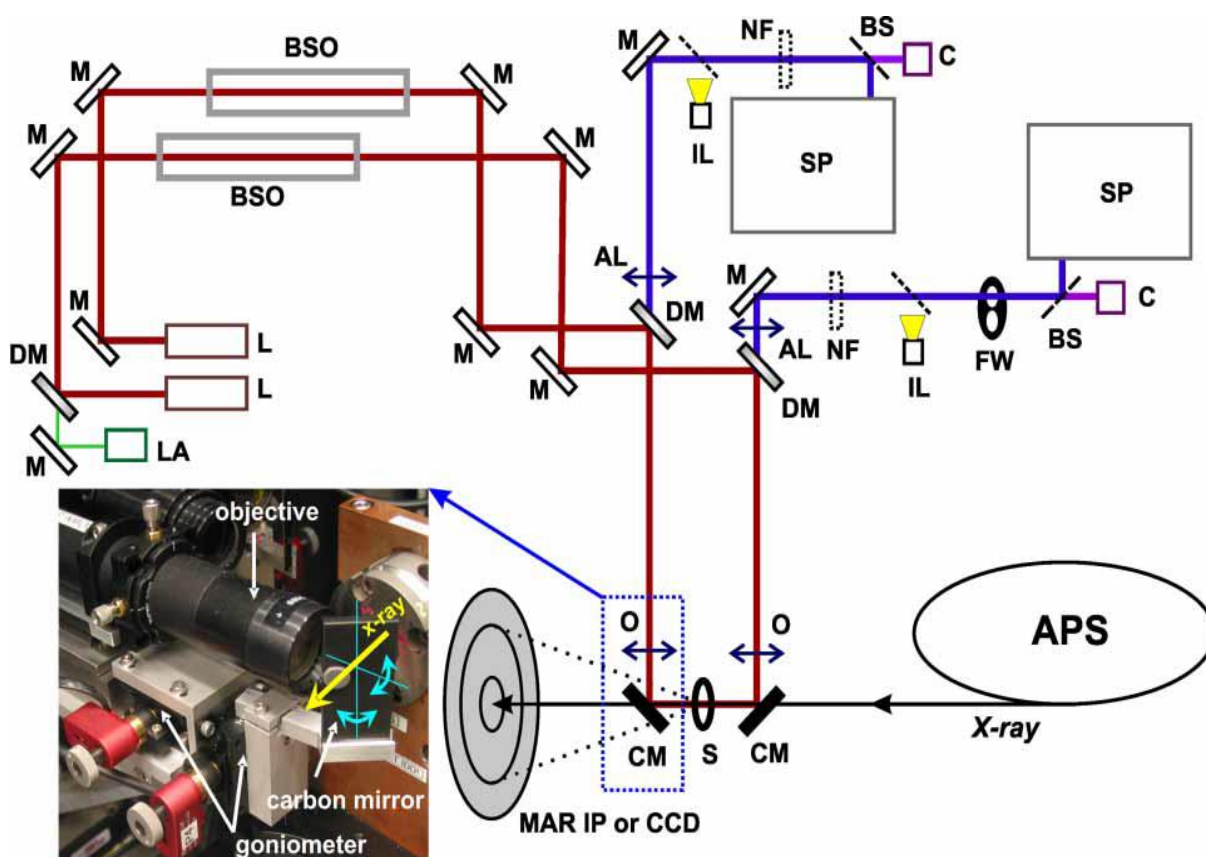 BSO
M
M
BSO
M
M
M
L
DM
L
M
LA
M
NF
BS
C
IL
SP
SP
AL
DM
M
M
AL
NF
IL
FW
BS
C
M
DM
objective
x-ray
carbon mirror
goniometer
O
O
CM
S
CM
MAR IP or CCD
APS
X-ray